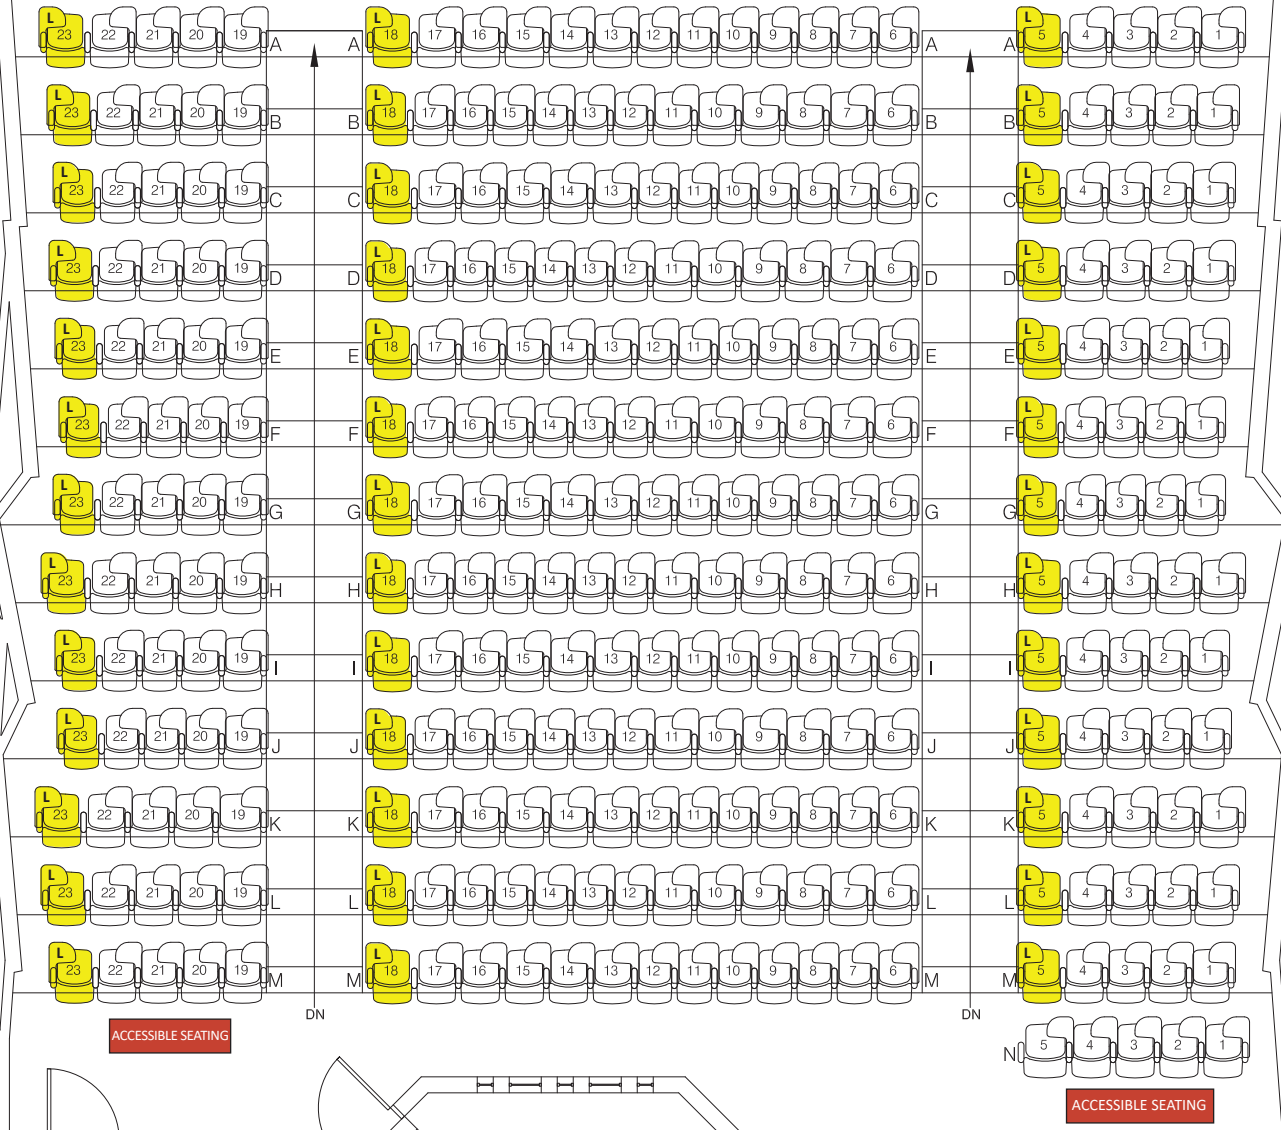 L L L
23 22 21 20 19 A A 18 17 16 15 14 13 12 11 10 9 8 7 6 A A 5 4 3 2 1
L L L
23 22 21 20 19 B B 18 17 16 15 14 13 12 11 10 9 8 7 6 B B 5 4 3 2 1
L L L
23 22 21 20 19 C C 18 17 16 15 14 13 12 11 10 9 8 7 6 C C 5 4 3 2 1
L L L
23 22 21 20 19 D D 18 17 16 15 14 13 12 11 10 9 8 7 6 D D 5 4 3 2 1
L L L
23 22 21 20 19 E E 18 17 16 15 14 13 12 11 10 9 8 7 6 E E 5 4 3 2 1
L L L
23 22 21 20 19 F F 18 17 16 15 14 13 12 11 10 9 8 7 6 F F 5 4 3 2 1
L L L
23 22 21 20 19 G G 18 17 16 15 14 13 12 11 10 9 8 7 6 G G 5 4 3 2 1
L L L
23 22 21 20 19 H H 18 17 16 15 14 13 12 11 10 9 8 7 6 H H 5 4 3 2 1
L L L
23 22 21 20 19 I I 18 17 16 15 14 13 12 11 10 9 8 7 6 I I 5 4 3 2 1
L L L
23 22 21 20 19 J J 18 17 16 15 14 13 12 11 10 9 8 7 6 J J 5 4 3 2 1
L L L
23 22 21 20 19 K K 18 17 16 15 14 13 12 11 10 9 8 7 6 K K 5 4 3 2 1
L L L
23 22 21 20 19 L L 18 17 16 15 14 13 12 11 10 9 8 7 6 L L 5 4 3 2 1
L L L
23 22 21 20 19 M M 18 17 16 15 14 13 12 11 10 9 8 7 6 M M 5 4 3 2 1
DN DN
ACCESSIBLE SEATING
N 5 4 3 2 1
ACCESSIBLE SEATING